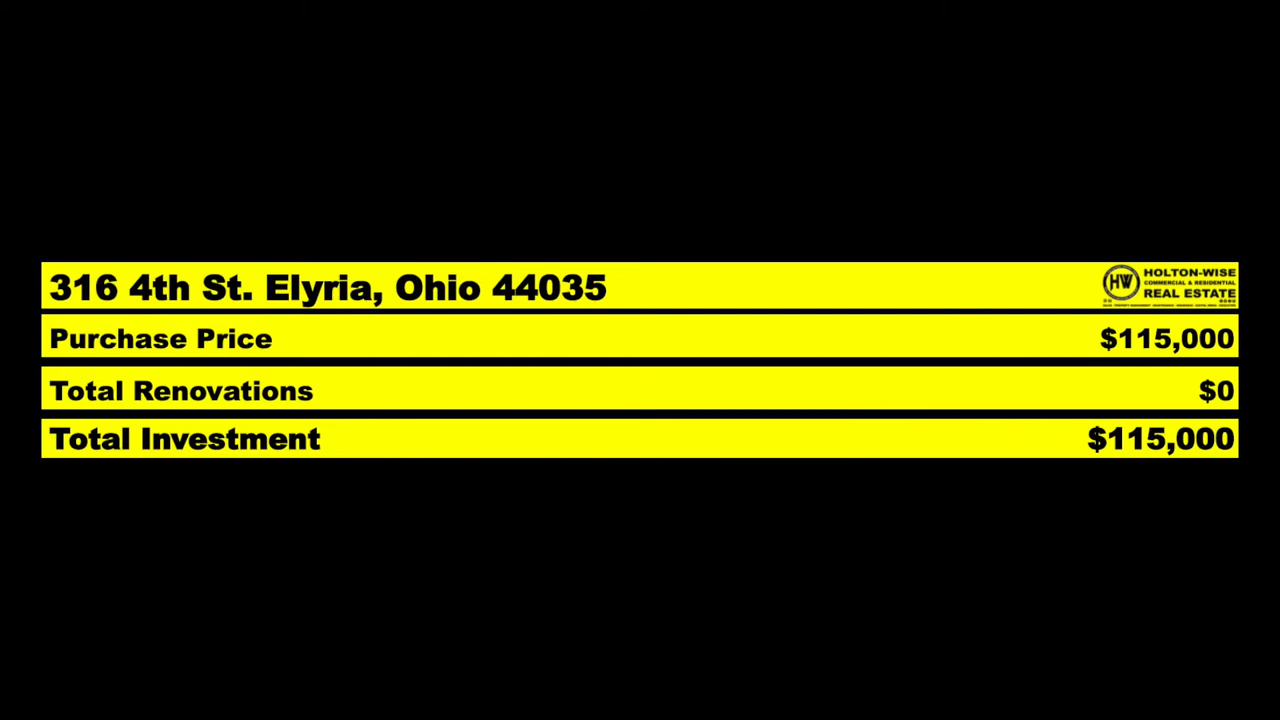 316 4th St. Elyria, Ohio 44035
HW
HOLTON-WISE
COMMERCIAL & RESIDENTIAL
REAL ESTATE
Purchase Price $115,000
Total Renovations $0
Total Investment $115,000